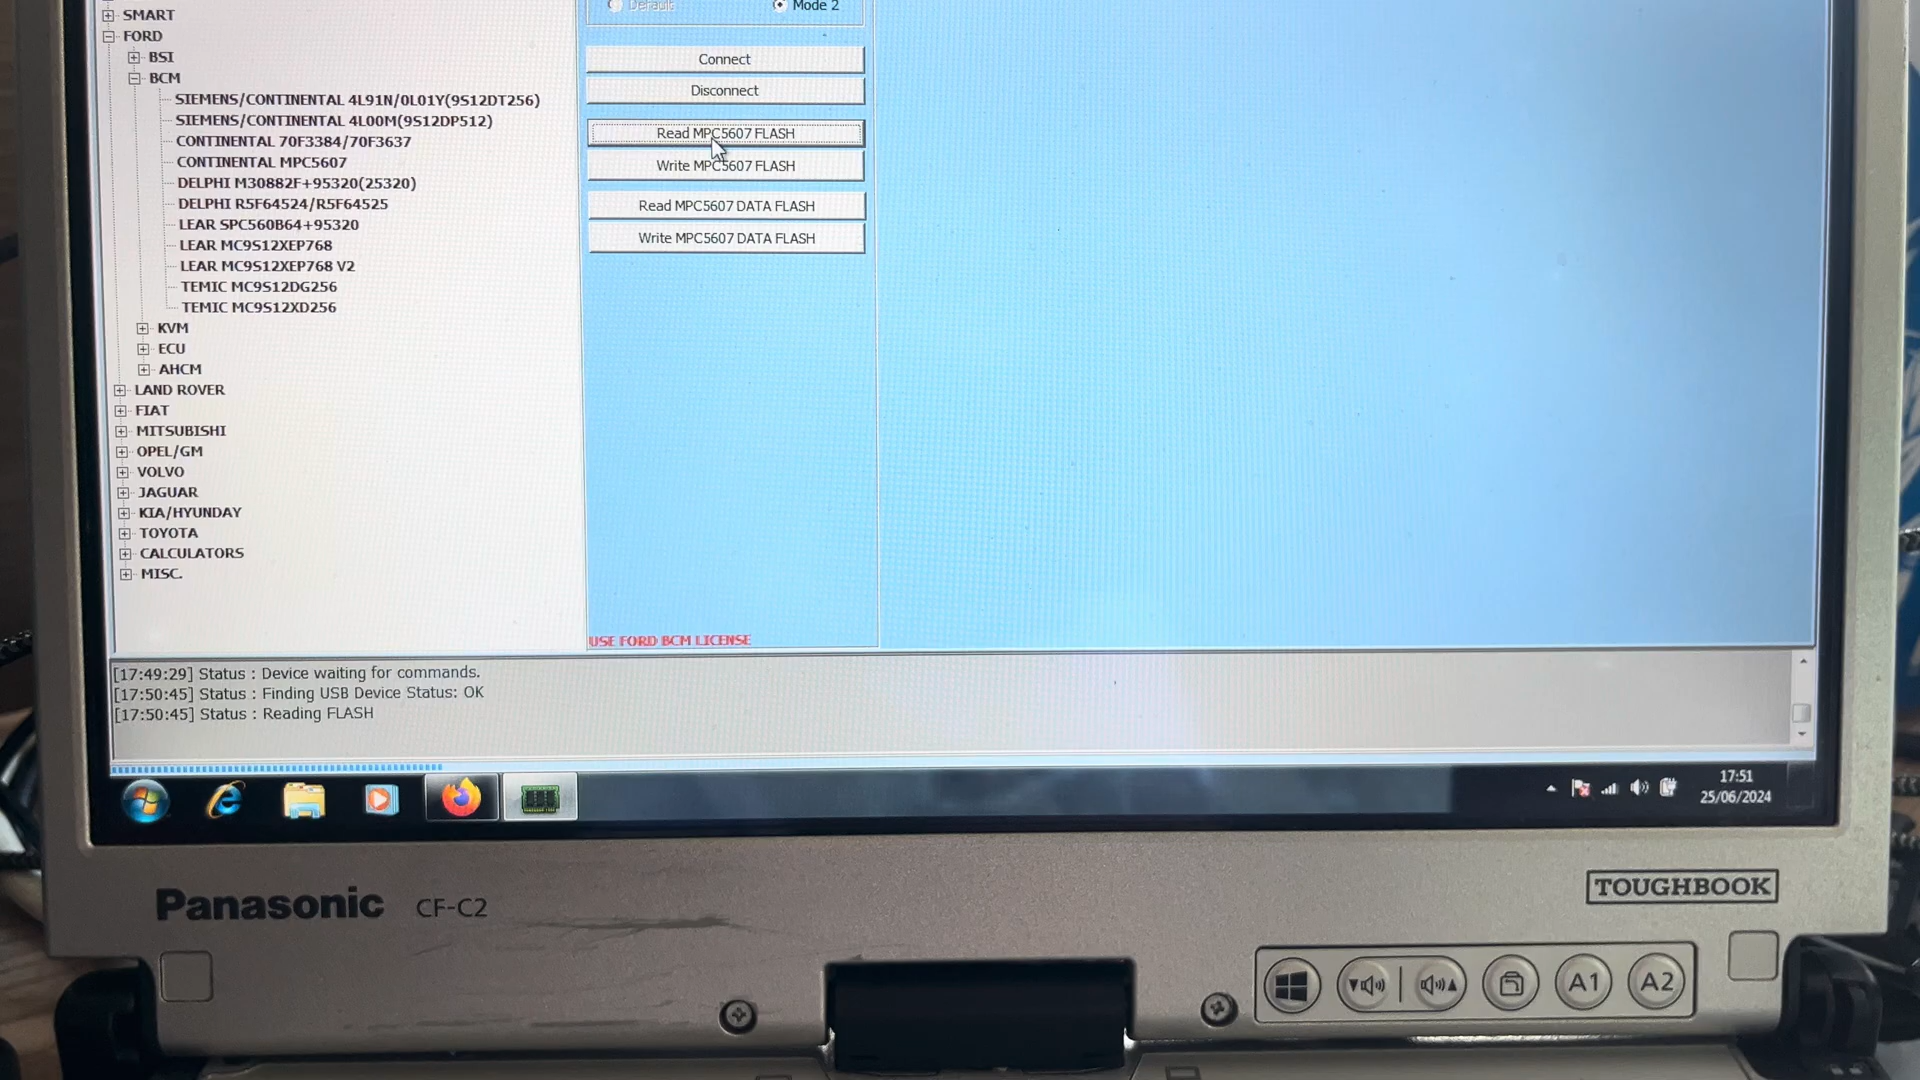 SMART
FORD
BSI
BCM
SIEMENS/CONTINENTAL 4L91N/0L01Y(9S12DT256)
SIEMENS/CONTINENTAL 4L00M(9S12DP512)
CONTINENTAL 70F3384/70F3637
CONTINENTAL MPC5607
DELPHI M30882F+95320(25320)
DELPHI R5F64524/R5F64525
LEAR SPC560B64+95320
LEAR MC9S12XEP768
LEAR MC9S12XEP768 V2
TEMIC MC9S12DG256
TEMIC MC9S12XD256
KVM
ECU
AHCM
LAND ROVER
FIAT
MITSUBISHI
OPEL/GM
VOLVO
JAGUAR
KIA/HYUNDAY
TOYOTA
CALCULATORS
MISC.
Default
Mode 2
Connect
Disconnect
Read MPC5607 FLASH
Write MPC5607 FLASH
Read MPC5607 DATA FLASH
Write MPC5607 DATA FLASH
USE FORD BCM LICENSE
[17:49:29] Status : Device waiting for commands.
[17:50:45] Status : Finding USB Device Status: OK
[17:50:45] Status : Reading FLASH
17:51
25/06/2024
Panasonic CF-C2
TOUGHBOOK
A1
A2